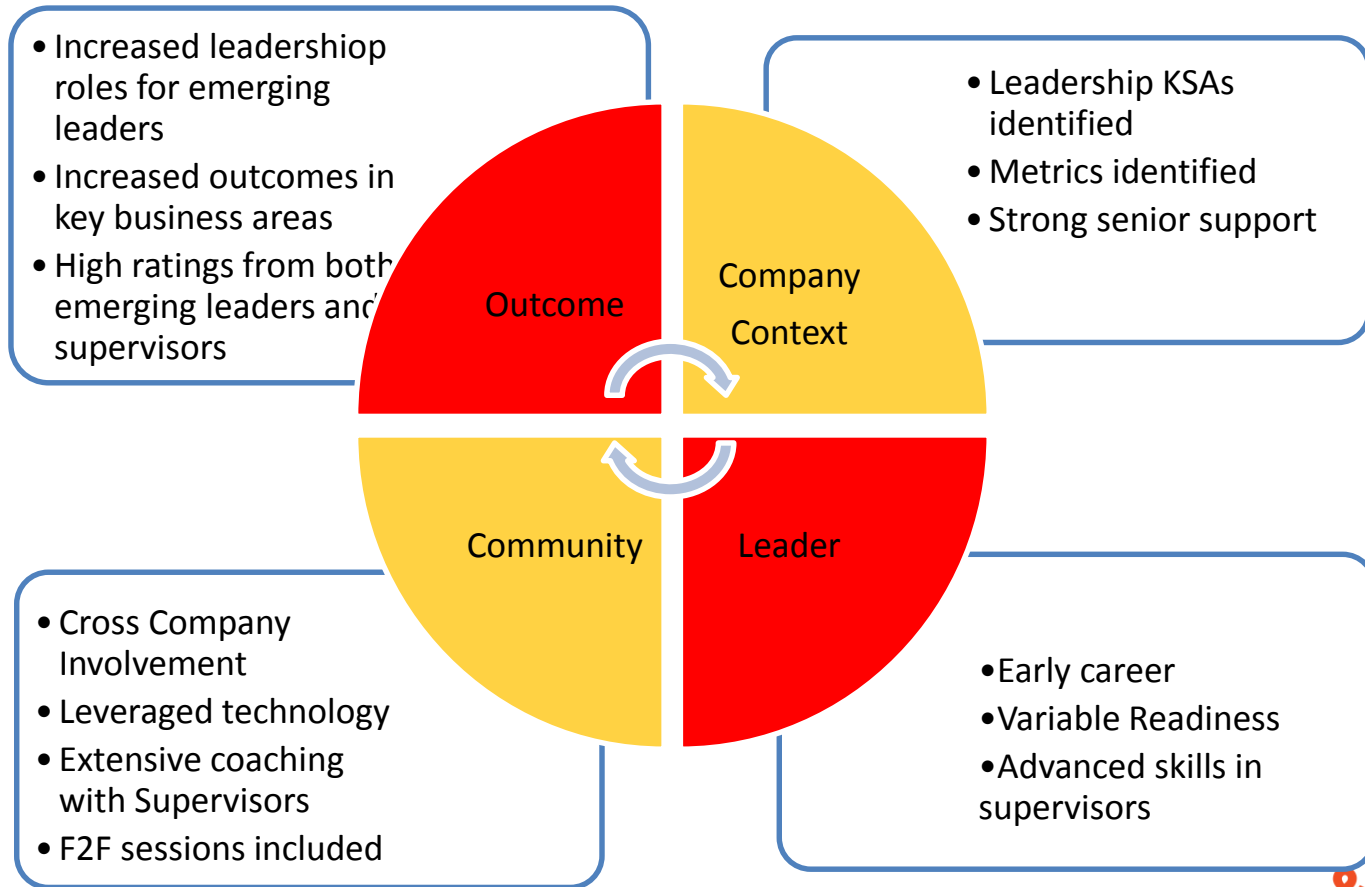 • Increased leadershiop
roles for emerging
leaders
• Increased outcomes in
key business areas
• High ratings from both
emerging leaders and
supervisors
• Leadership KSAs
identified
• Metrics identified
• Strong senior support
Outcome
Company
Context
Community
Leader
• Cross Company
Involvement
• Leveraged technology
• Extensive coaching
with Supervisors
• F2F sessions included
•Early career
•Variable Readiness
•Advanced skills in
supervisors